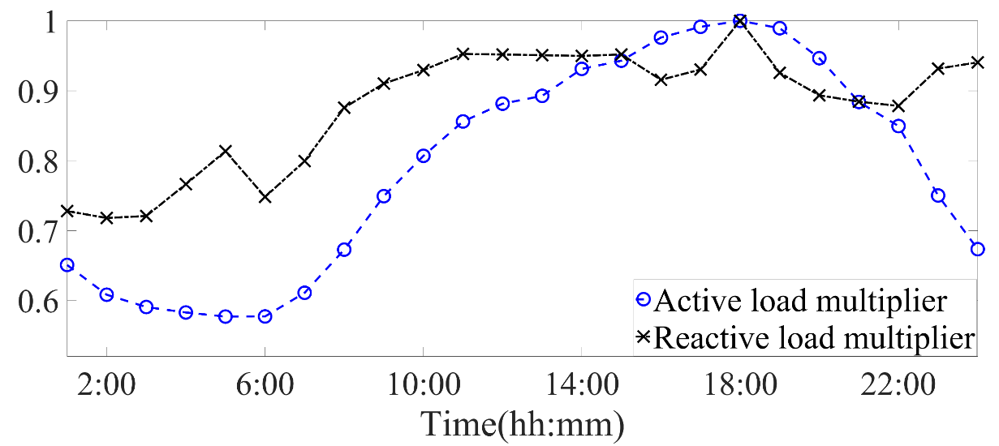 1
0.9
0.8
0.7
0.6
2:00 6:00 10:00 14:00 18:00 22:00
Time(hh:mm)
Active load multiplier
Reactive load multiplier